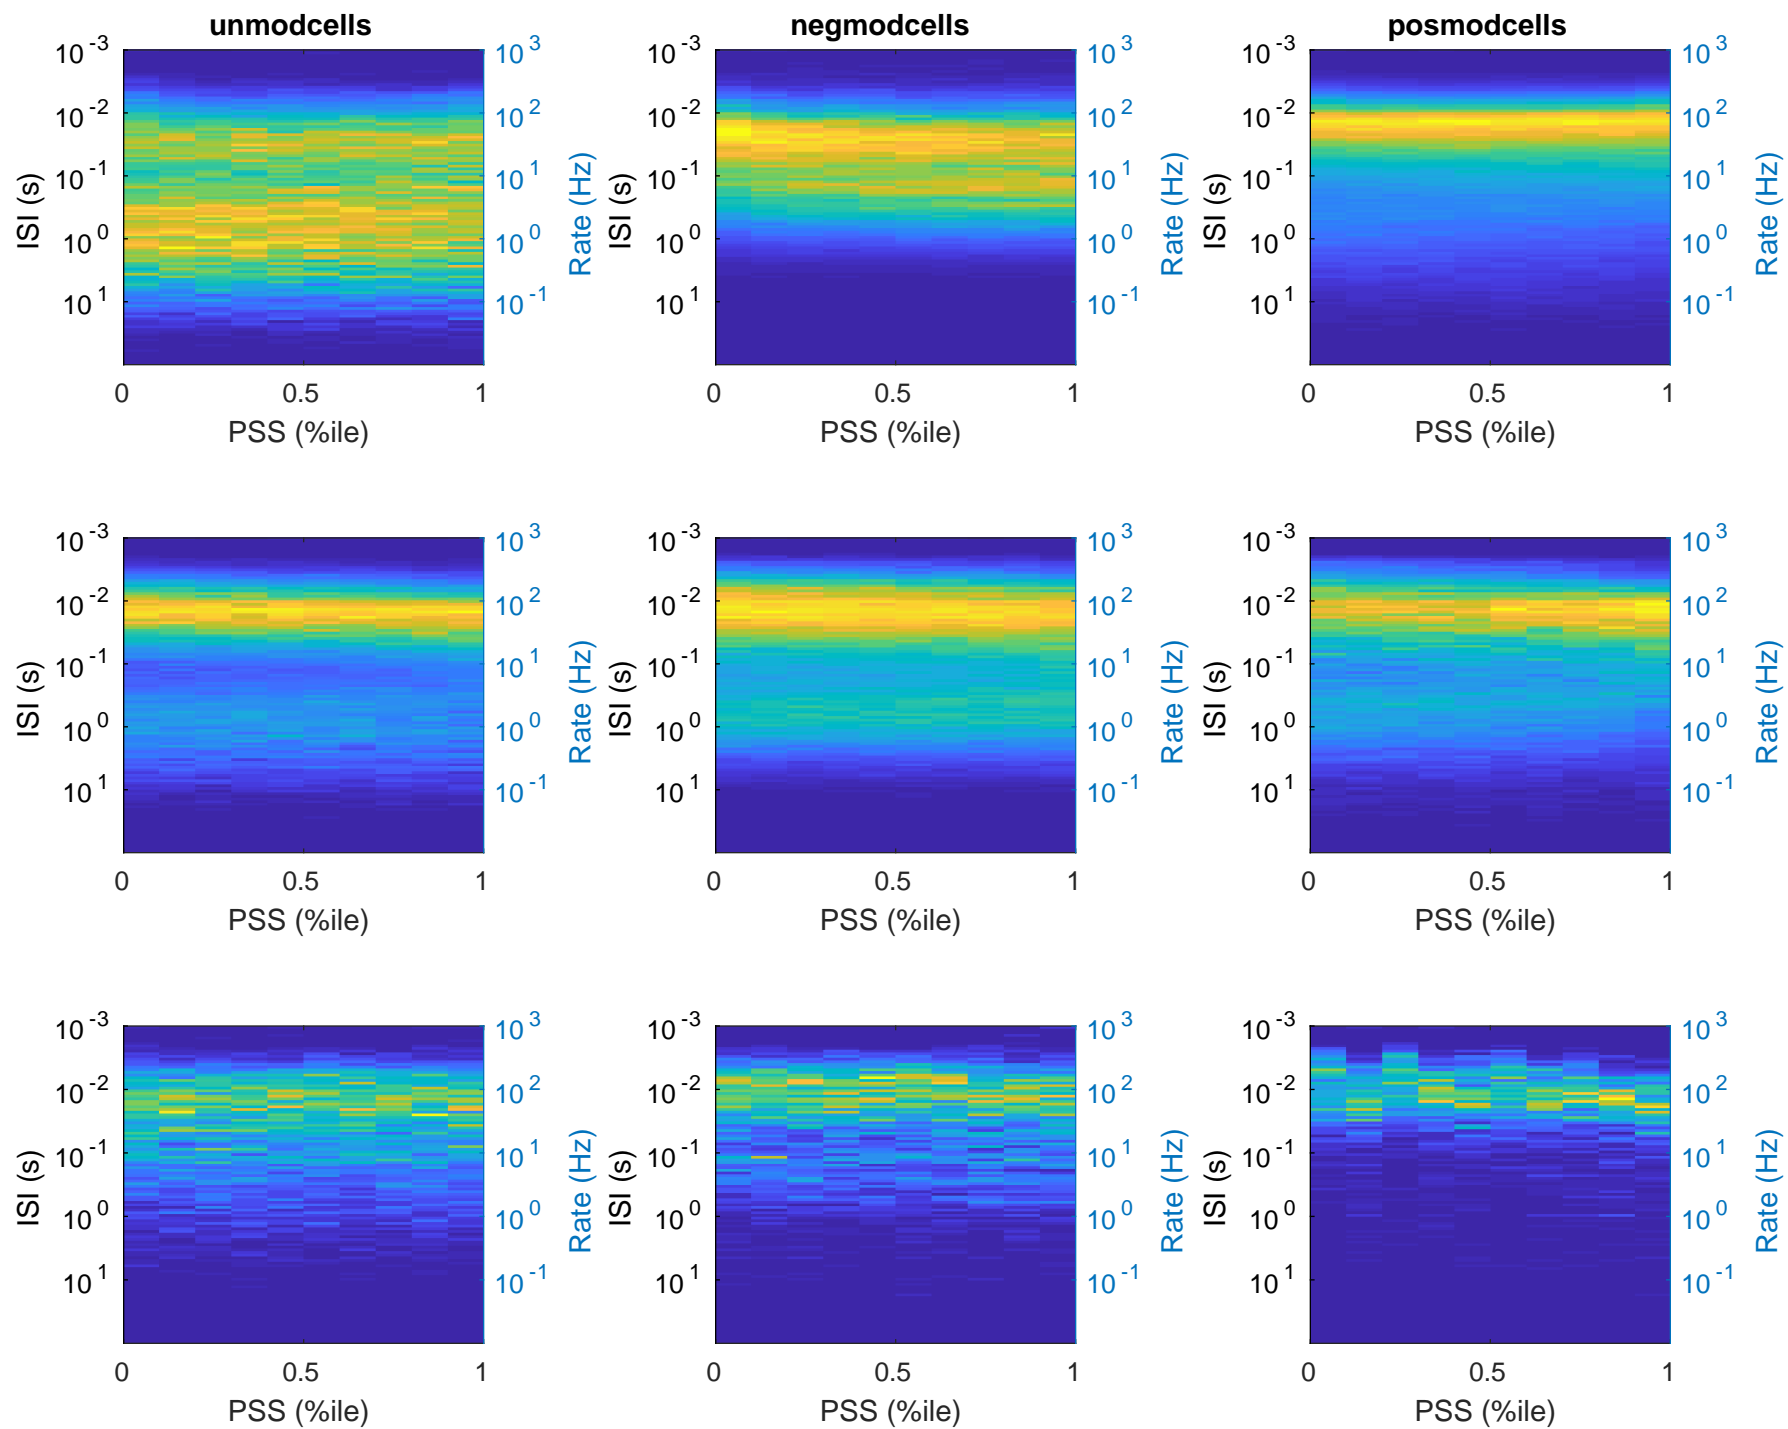 unmodcells negmodcells posmodcells
10^-3 10^3 10^-3 10^3 10^-3 10^3
10^-2 10^2 10^-2 10^2 10^-2 10^2
10^-1 10^1 10^-1 10^1 10^-1 10^1
10^0 10^0 10^0 10^0 10^0 10^0
10^1 10^-1 10^1 10^-1 10^1 10^-1
ISI (s) Rate (Hz) ISI (s) Rate (Hz) ISI (s) Rate (Hz)
0 0.5 1 0 0.5 1 0 0.5 1
PSS (%ile) PSS (%ile) PSS (%ile)
10^-3 10^3 10^-3 10^3 10^-3 10^3
10^-2 10^2 10^-2 10^2 10^-2 10^2
10^-1 10^1 10^-1 10^1 10^-1 10^1
10^0 10^0 10^0 10^0 10^0 10^0
10^1 10^-1 10^1 10^-1 10^1 10^-1
ISI (s) Rate (Hz) ISI (s) Rate (Hz) ISI (s) Rate (Hz)
0 0.5 1 0 0.5 1 0 0.5 1
PSS (%ile) PSS (%ile) PSS (%ile)
10^-3 10^3 10^-3 10^3 10^-3 10^3
10^-2 10^2 10^-2 10^2 10^-2 10^2
10^-1 10^1 10^-1 10^1 10^-1 10^1
10^0 10^0 10^0 10^0 10^0 10^0
10^1 10^-1 10^1 10^-1 10^1 10^-1
ISI (s) Rate (Hz) ISI (s) Rate (Hz) ISI (s) Rate (Hz)
0 0.5 1 0 0.5 1 0 0.5 1
PSS (%ile) PSS (%ile) PSS (%ile)